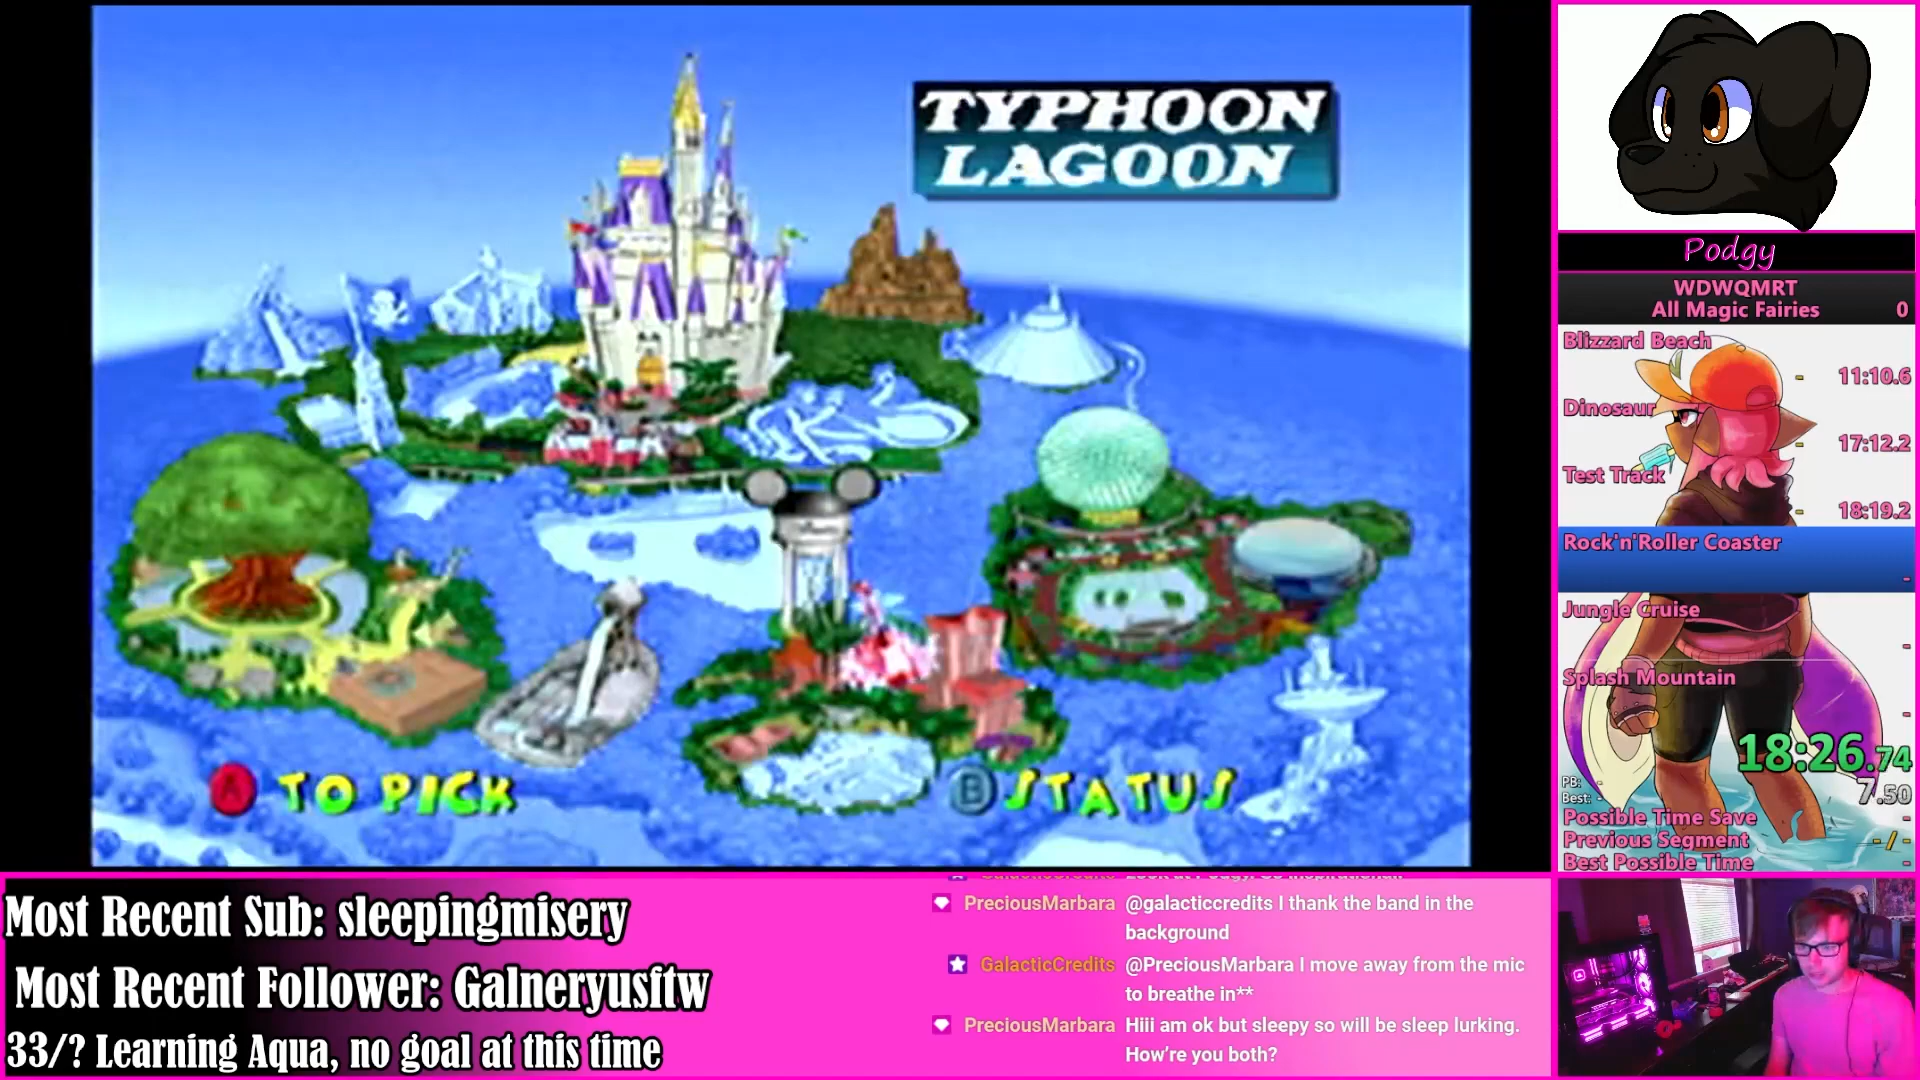 TYPHOON
LAGOON
A TO PICK
B STATUS
Podgy
WDWQMRT
All Magic Fairies 0
Blizzard Beach
- 11:10.6
Dinosaur
- 17:12.2
Test Track
- 18:19.2
Rock'n'Roller Coaster
-
Jungle Cruise
-
Splash Mountain
-
18:26.74
PB: -
Best: - 7.50
Possible Time Save -
Previous Segment - / -
Best Possible Time -
Most Recent Sub: sleepingmisery
Most Recent Follower: Galneryusftw
33/? Learning Aqua, no goal at this time
PreciousMarbara @galacticcredits I thank the band in the
background
GalacticCredits @PreciousMarbara I move away from the mic
to breathe in**
PreciousMarbara Hiii am ok but sleepy so will be sleep lurking.
How're you both?